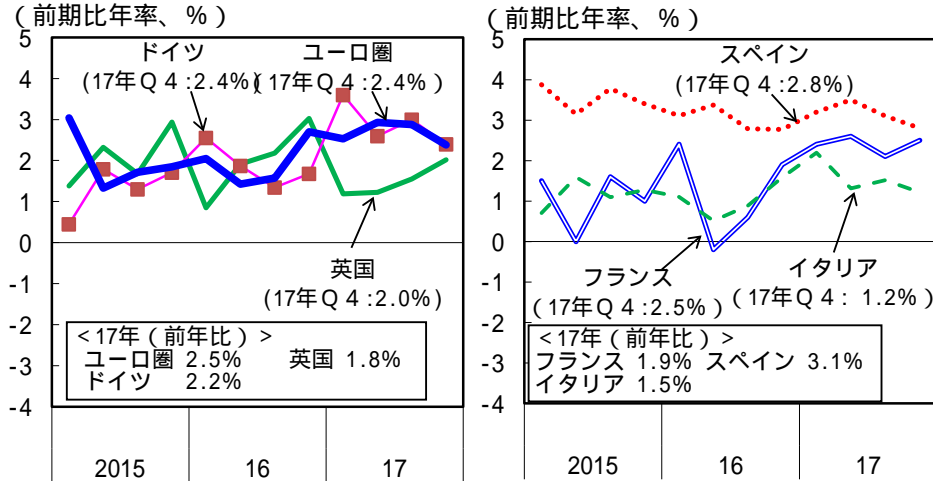 (前期比年率、%)
5
4
3
2
1
0
-1
-2
-3
-4
ドイツ
(17年Q4:2.4%)
ユーロ圏
(17年Q4:2.4%)
英国
(17年Q4:2.0%)
<17年(前年比)>
ユーロ圏 2.5% 英国 1.8%
ドイツ 2.2%
2015 16 17
(前期比年率、%)
5
4
3
2
1
0
-1
-2
-3
-4
スペイン
(17年Q4:2.8%)
フランス
(17年Q4:2.5%)
イタリア
(17年Q4: 1.2%)
<17年(前年比)>
フランス 1.9% スペイン 3.1%
イタリア 1.5%
2015 16 17